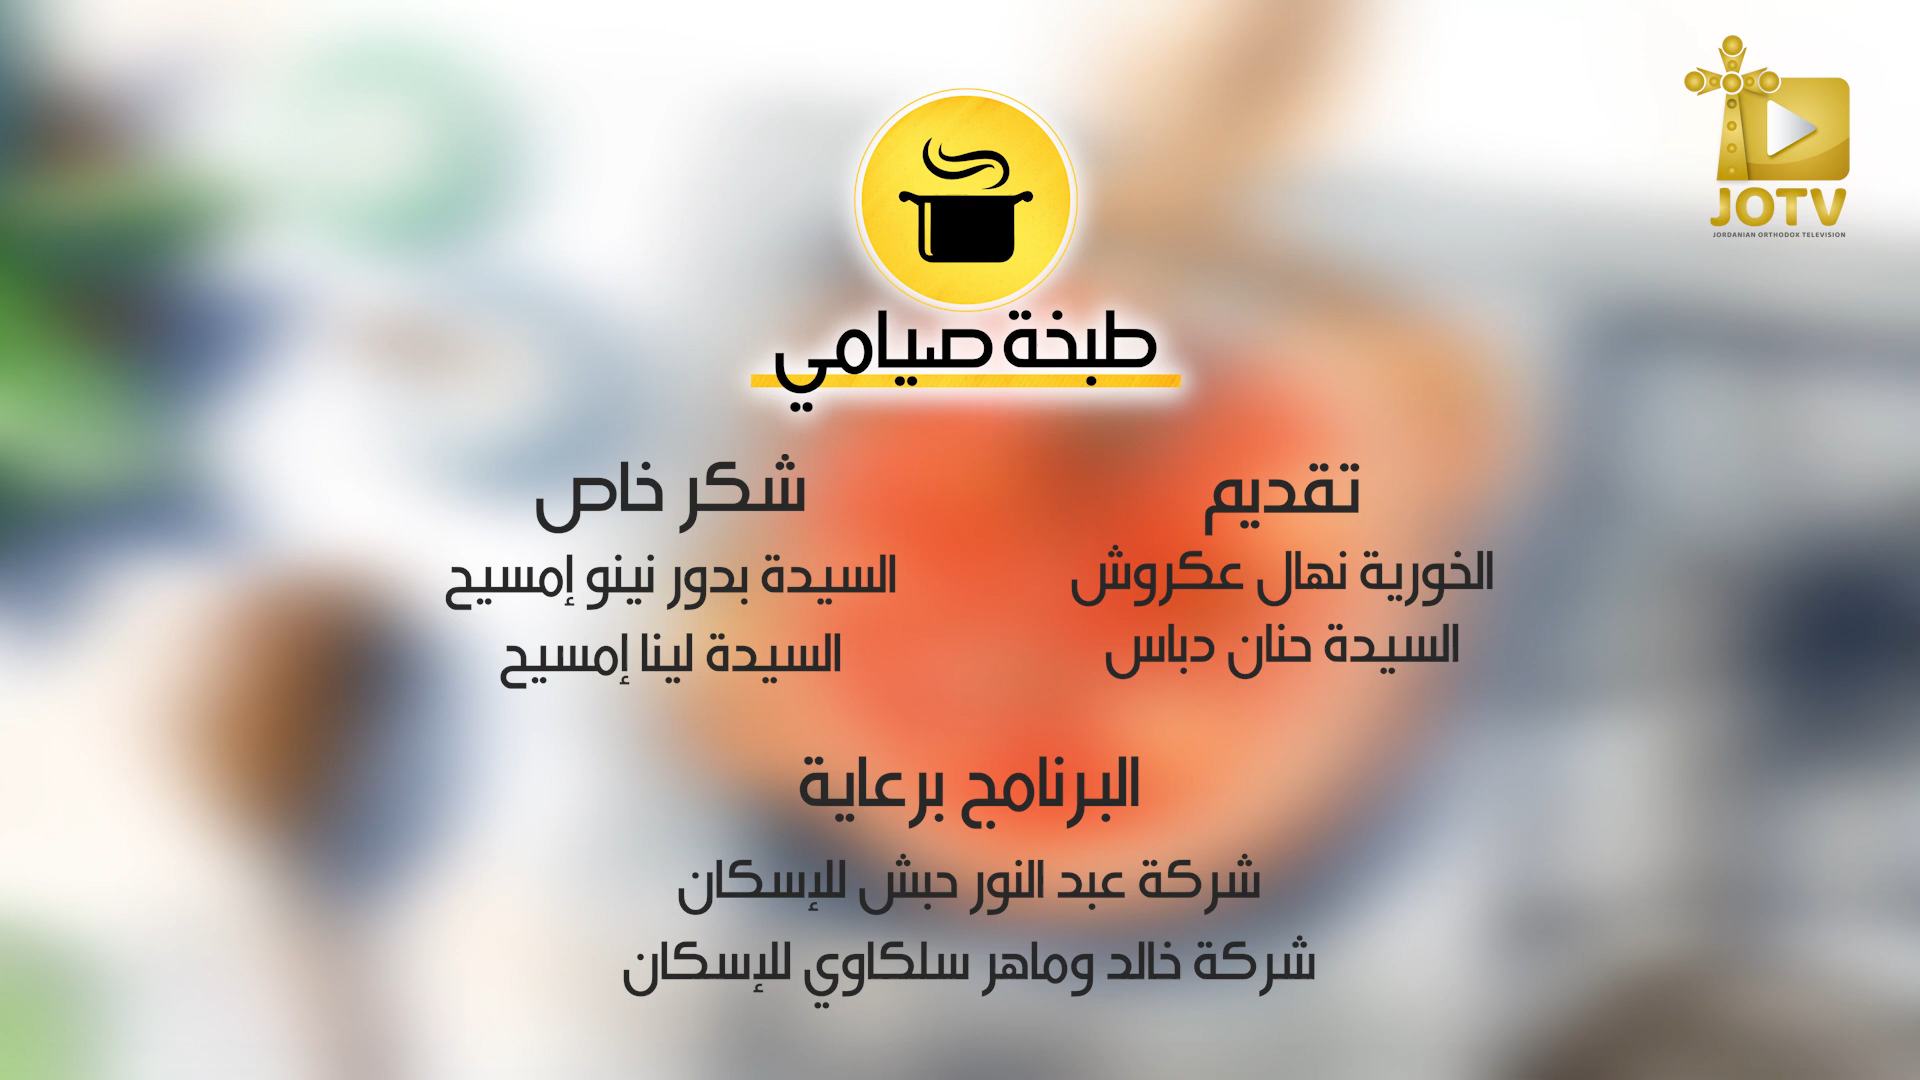 JOTV
JORDANIAN ORTHODOX TELEVISION
طبخة صيامي
تقديم
الخورية نهال عكروش
السيدة حنان دباس
شكر خاص
السيدة بدور نينو إمسيح
السيدة لينا إمسيح
البرنامج برعاية
شركة عبد النور حبش للإسكان
شركة خالد وماهر سلكاوي للإسكان